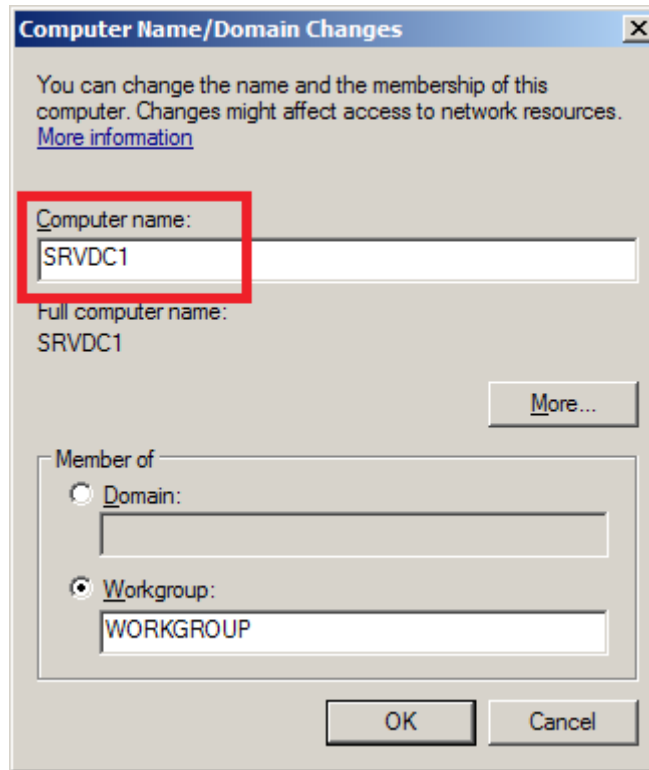 Computer Name/Domain Changes
You can change the name and the membership of this
computer. Changes might affect access to network resources.
More information
Computer name:
SRVDC1
Full computer name:
SRVDC1
More...
Member of
Domain:
Workgroup:
WORKGROUP
OK
Cancel